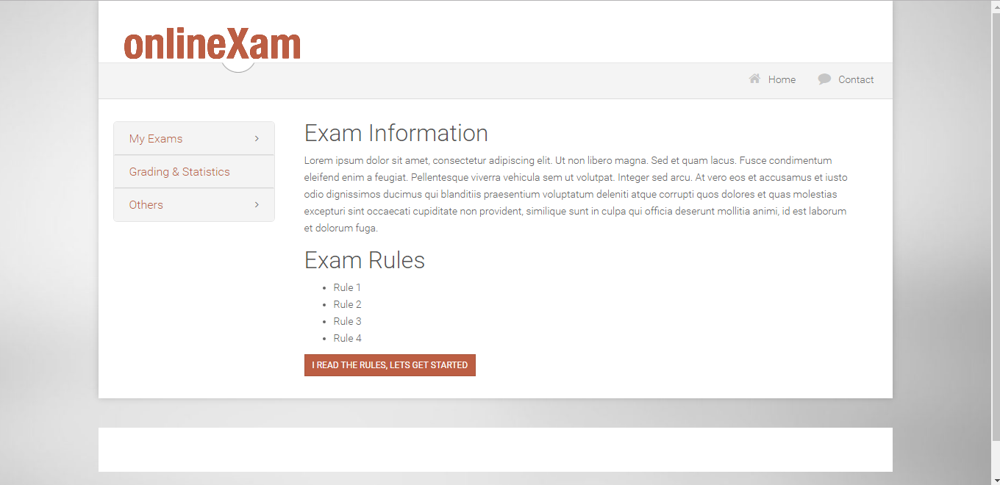 onlineXam
Home
Contact
My Exams
Grading & Statistics
Others
Exam Information
Lorem ipsum dolor sit amet, consectetur adipiscing elit. Ut non libero magna. Sed et quam lacus. Fusce condimentum
eleifend enim a feugiat. Pellentesque viverra vehicula sem ut volutpat. Integer sed arcu. At vero eos et accusamus et iusto
odio dignissimos ducimus qui blanditiis praesentium voluptatum deleniti atque corrupti quos dolores et quas molestias
excepturi sint occaecati cupiditate non provident, similique sunt in culpa qui officia deserunt mollitia animi, id est laborum
et dolorum fuga.
Exam Rules
• Rule 1
• Rule 2
• Rule 3
• Rule 4
I READ THE RULES, LETS GET STARTED